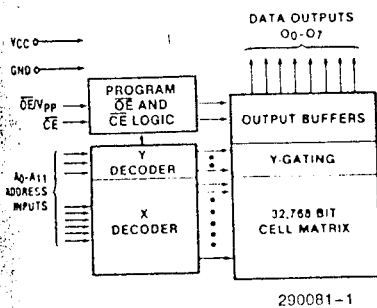 DATA OUTPUTS
O0-O7
VCC
GND
OE/VPP
CE
PROGRAM
OE AND
CE LOGIC
OUTPUT BUFFERS
Y
DECODER
Y-GATING
A0-A11
ADDRESS
INPUTS
X
DECODER
32,768 BIT
CELL MATRIX
290081-1